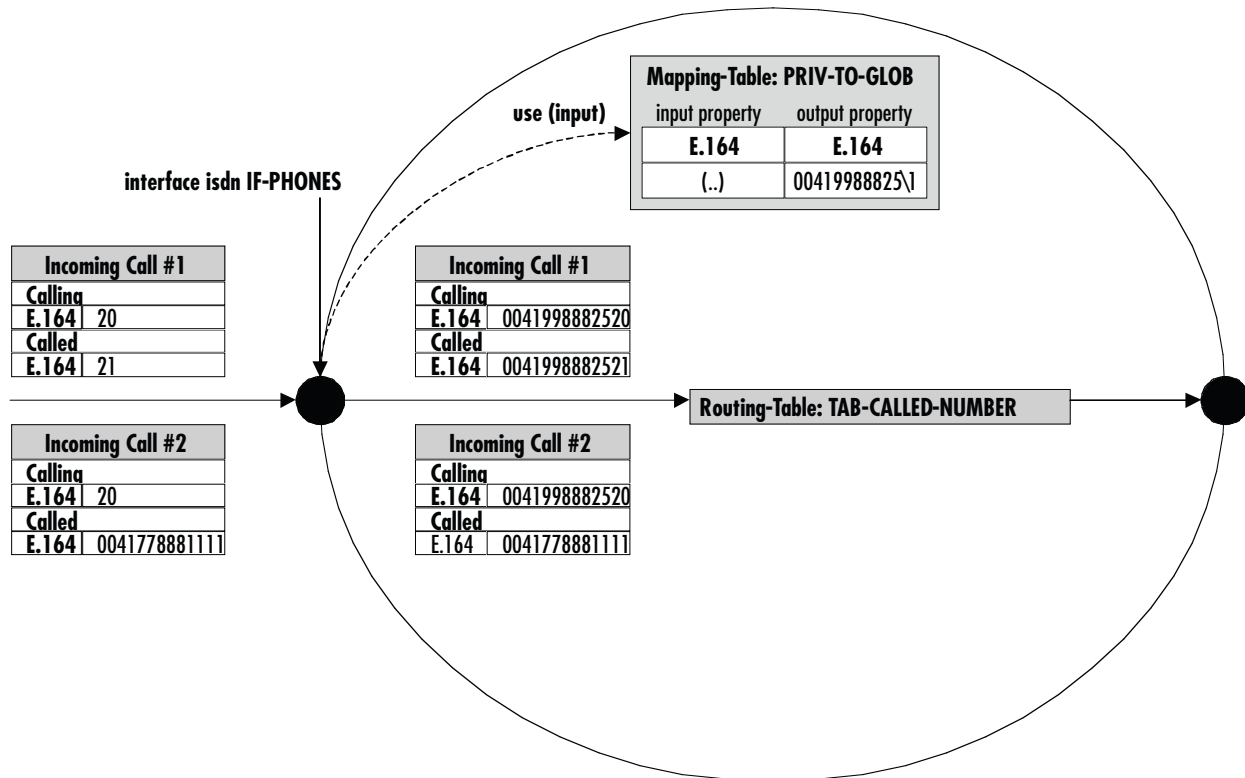 Mapping-Table: PRIV-TO-GLOB
input property output property
E.164 E.164
(..) 00419988825\1
use (input)
interface isdn IF-PHONES
Incoming Call #1
Calling
E.164 20
Called
E.164 21
Incoming Call #1
Calling
E.164 0041998882520
Called
E.164 0041998882521
Routing-Table: TAB-CALLED-NUMBER
Incoming Call #2
Calling
E.164 20
Called
E.164 0041778881111
Incoming Call #2
Calling
E.164 0041998882520
Called
E.164 0041778881111